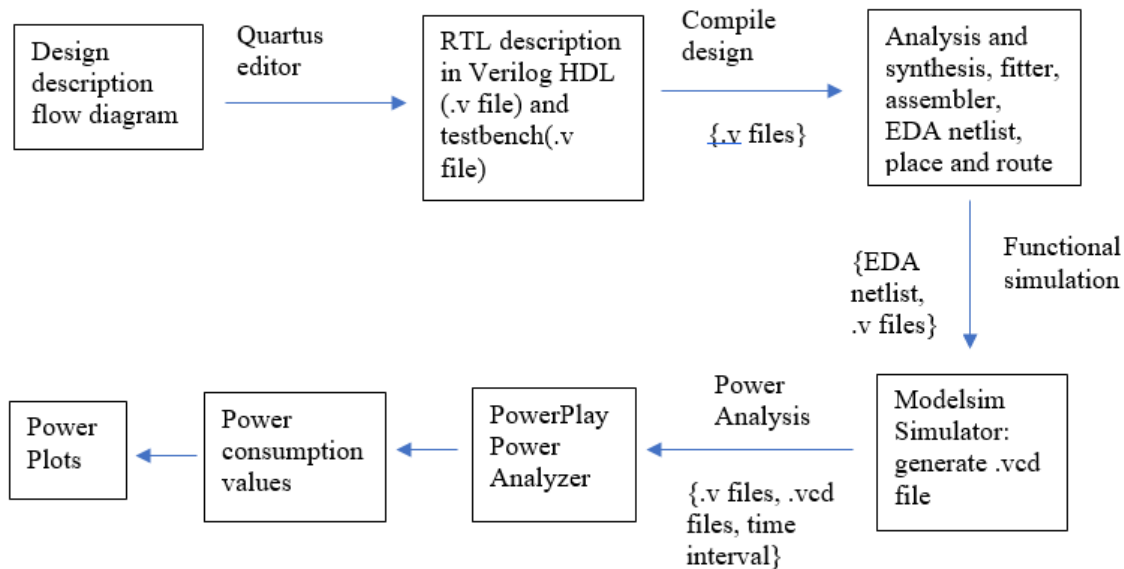 Design
description
flow diagram
Quartus
editor
RTL description
in Verilog HDL
(.v file) and
testbench(.v
file)
Compile
design
{.v files}
Analysis and
synthesis, fitter,
assembler,
EDA netlist,
place and route
{EDA
netlist,
.v files}
Functional
simulation
Modelsim
Simulator:
generate .vcd
file
Power
Analysis
{.v files, .vcd
files, time
interval}
PowerPlay
Power
Analyzer
Power
consumption
values
Power
Plots